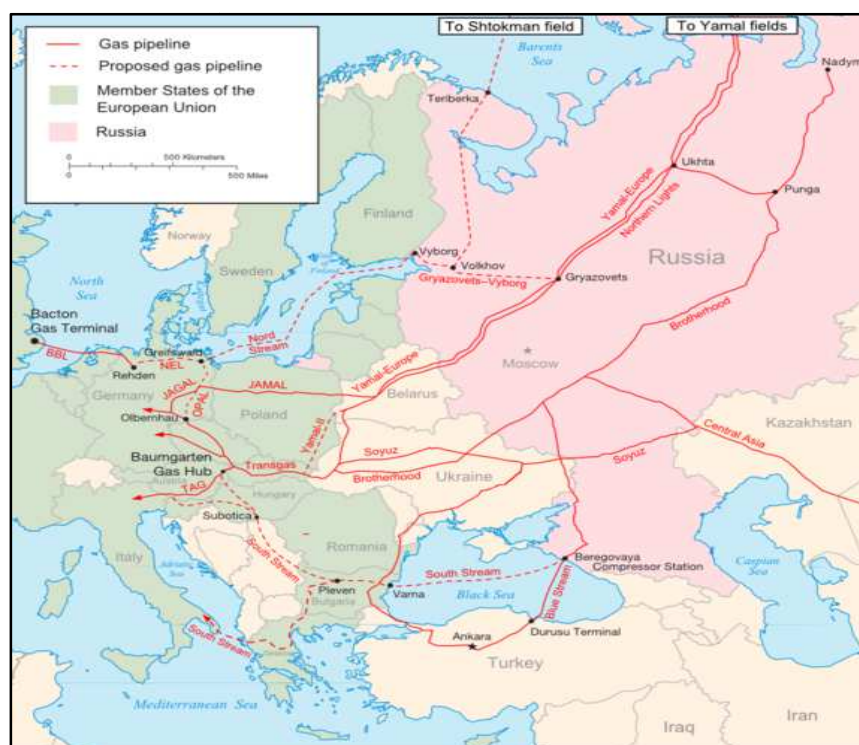 To Shtokman field
To Yamal fields
Gas pipeline
Proposed gas pipeline
Member States of the
European Union
Russia
0
500 Kilometers
0
500 Miles
Barents
Sea
Nadym
Teriberka
Ukhta
Punga
Yamal-Europe
Northern Lights
Finland
Norway
Sweden
Vyborg
Volkhov
Gryazovets
Gryazovets–Vyborg
Russia
North
Sea
Bacton
Gas Terminal
BBL
Greifswald
NEL
Rehden
Nord
Stream
Moscow
Brotherhood
Germany
JAGAL
OPAL
JAMAL
Yamal-Europe
Belarus
Olbernhau
Poland
Yamal-II
Kazakhstan
Central Asia
Baumgarten
Gas Hub
Transgas
Soyuz
Brotherhood
Ukraine
Soyuz
Austria
TAG
Hungary
Subotica
Romania
South Stream
Italy
Adriatic
Sea
Pleven
Bulgaria
Varna
South Stream
Black Sea
Beregovaya
Compressor Station
Blue Stream
Caspian
Sea
South Stream
Ankara
Durusu Terminal
Turkey
Mediterranean Sea
Iraq
Iran